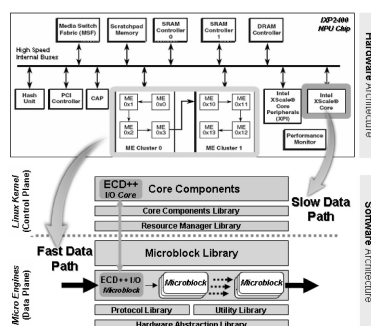 IXP2400
NPU Chip
Media Switch
Fabric (MSF)
Scratchpad
Memory
SRAM
Controller
0
SRAM
Controller
1
DRAM
Controller
High Speed
Internal Buses
Hash
Unit
PCI
Controller
CAP
ME
0x1
ME
0x0
ME
0x2
ME
0x3
ME Cluster 0
ME
0x10
ME
0x11
ME
0x13
ME
0x12
ME Cluster 1
Intel
XScale®
Core
Peripherals
(XPI)
Intel
XScale®
Core
Performance
Monitor
Hardware Architecture
Linux Kernel
(Control Plane)
ECD++
I/O Core
Core Components
Core Components Library
Resource Manager Library
Slow Data
Path
Fast Data
Path
Microblock Library
Micro Engines
(Data Plane)
ECD++ I/O
Microblock
Microblock
Microblock
Protocol Library
Utility Library
Hardware Abstraction Library
Software Architecture